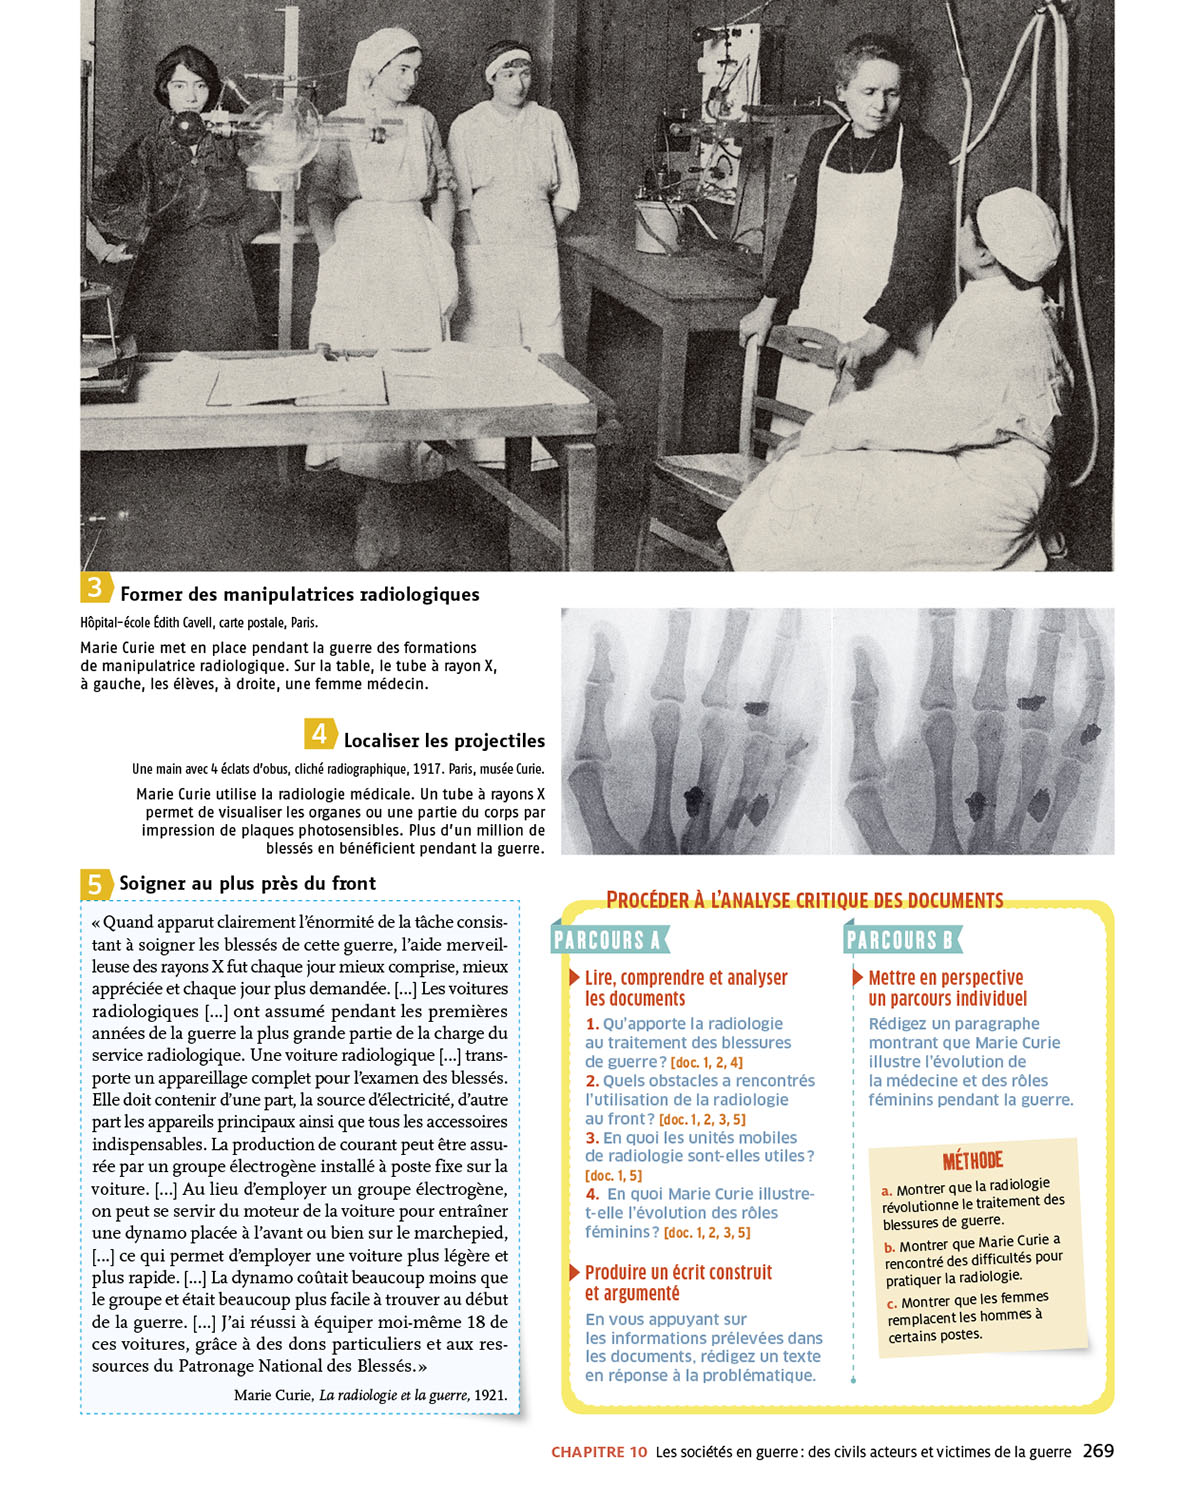 3 Former des manipulatrices radiologiques
Hôpital-école Édith Cavell, carte postale, Paris.
Marie Curie met en place pendant la guerre des formations
de manipulatrice radiologique. Sur la table, le tube à rayon X,
à gauche, les élèves, à droite, une femme médecin.
4 Localiser les projectiles
Une main avec 4 éclats d'obus, cliché radiographique, 1917. Paris, musée Curie.
Marie Curie utilise la radiologie médicale. Un tube à rayons X
permet de visualiser les organes ou une partie du corps par
impression de plaques photosensibles. Plus d'un million de
blessés en bénéficient pendant la guerre.
5 Soigner au plus près du front
« Quand apparut clairement l'énormité de la tâche consis-
tant à soigner les blessés de cette guerre, l'aide merveil-
leuse des rayons X fut chaque jour mieux comprise, mieux
appréciée et chaque jour plus demandée. [...] Les voitures
radiologiques [...] ont assumé pendant les premières
années de la guerre la plus grande partie de la charge du
service radiologique. Une voiture radiologique [...] trans-
porte un appareillage complet pour l'examen des blessés.
Elle doit contenir d'une part, la source d'électricité, d'autre
part les appareils principaux ainsi que tous les accessoires
indispensables. La production de courant peut être assu-
rée par un groupe électrogène installé à poste fixe sur la
voiture. [...] Au lieu d'employer un groupe électrogène,
on peut se servir du moteur de la voiture pour entraîner
une dynamo placée à l'avant ou bien sur le marchepied,
[...] ce qui permet d'employer une voiture plus légère et
plus rapide. [...] La dynamo coûtait beaucoup moins que
le groupe et était beaucoup plus facile à trouver au début
de la guerre. [...] J'ai réussi à équiper moi-même 18 de
ces voitures, grâce à des dons particuliers et aux res-
sources du Patronage National des Blessés. »
Marie Curie, La radiologie et la guerre, 1921.
PROCÉDER À L'ANALYSE CRITIQUE DES DOCUMENTS
PARCOURS A
Lire, comprendre et analyser
les documents
1. Qu'apporte la radiologie
au traitement des blessures
de guerre ? [doc. 1, 2, 4]
2. Quels obstacles a rencontrés
l'utilisation de la radiologie
au front ? [doc. 1, 2, 3, 5]
3. En quoi les unités mobiles
de radiologie sont-elles utiles ?
[doc. 1, 5]
4. En quoi Marie Curie illustre-
t-elle l'évolution des rôles
féminins ? [doc. 1, 2, 3, 5]
Produire un écrit construit
et argumenté
En vous appuyant sur
les informations prélevées dans
les documents, rédigez un texte
en réponse à la problématique.
PARCOURS B
Mettre en perspective
un parcours individuel
Rédigez un paragraphe
montrant que Marie Curie
illustre l'évolution de
la médecine et des rôles
féminins pendant la guerre.
MÉTHODE
a. Montrer que la radiologie
révolutionne le traitement des
blessures de guerre.
b. Montrer que Marie Curie a
rencontré des difficultés pour
pratiquer la radiologie.
c. Montrer que les femmes
remplacent les hommes à
certains postes.
CHAPITRE 10 Les sociétés en guerre : des civils acteurs et victimes de la guerre 269